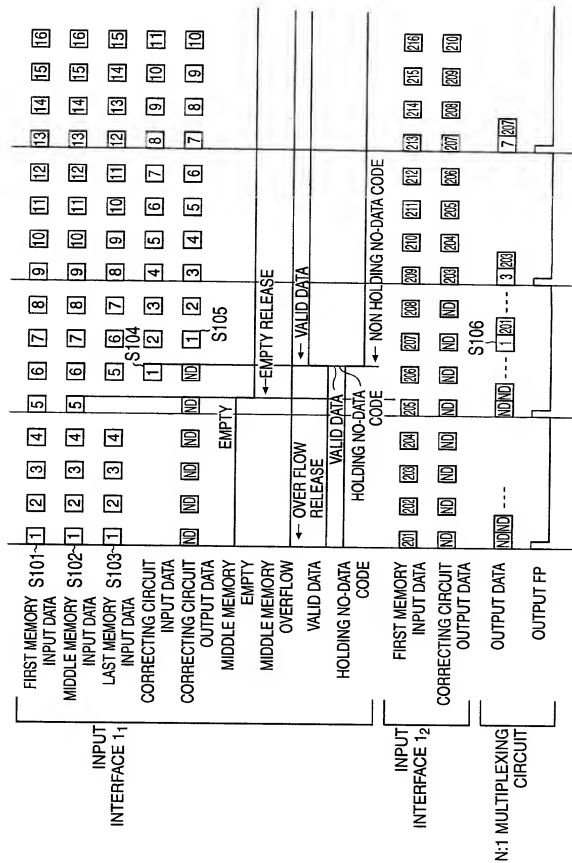 INPUT INTERFACE 1₁
FIRST MEMORY INPUT DATA S101~ 1 2 3 4 5 6 7 8 9 10 11 12 13 14 15 16
MIDDLE MEMORY INPUT DATA S102~ 1 2 3 4 5 6 7 8 9 10 11 12 13 14 15 16
LAST MEMORY INPUT DATA S103~ 1 2 3 4 5 6 7 8 9 10 11 12 13 14 15
S104
CORRECTING CIRCUIT INPUT DATA 1 2 3 4 5 6 7 8 9 10 11
CORRECTING CIRCUIT OUTPUT DATA ND ND ND ND ND ND 1 2 3 4 5 6 7 8 9 10
S105
MIDDLE MEMORY EMPTY
EMPTY
EMPTY RELEASE
MIDDLE MEMORY OVERFLOW
OVER FLOW RELEASE
VALID DATA
VALID DATA
VALID DATA
HOLDING NO-DATA CODE
HOLDING NO-DATA CODE
NON HOLDING NO-DATA CODE
INPUT INTERFACE 1₂
FIRST MEMORY INPUT DATA 201 202 203 204 205 206 207 208 209 210 211 212 213 214 215 216
CORRECTING CIRCUIT OUTPUT DATA ND ND ND ND ND ND ND ND 203 204 205 206 207 208 209 210
S106
N:1 MULTIPLEXING CIRCUIT
OUTPUT DATA ND ND --- ND ND --- 1 201 --- 3 203 7 207
OUTPUT FP